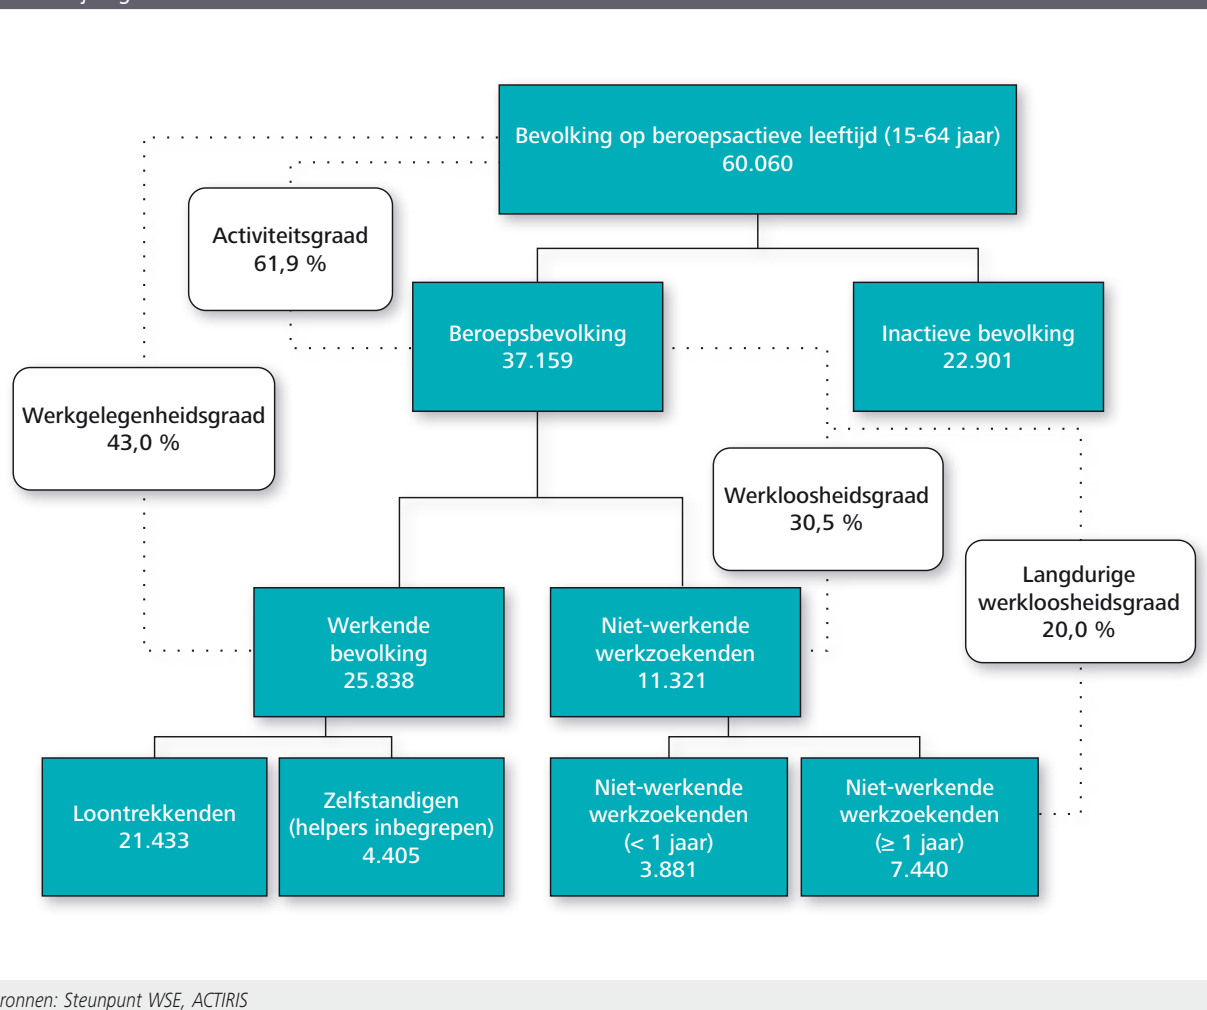 Bevolking op beroepsactieve leeftijd (15-64 jaar)
60.060
Activiteitsgraad
61,9 %
Beroepsbevolking
37.159
Inactieve bevolking
22.901
Werkgelegenheidsgraad
43,0 %
Werkloosheidsgraad
30,5 %
Langdurige
werkloosheidsgraad
20,0 %
Werkende
bevolking
25.838
Niet-werkende
werkzoekenden
11.321
Loontrekkenden
21.433
Zelfstandigen
(helpers inbegrepen)
4.405
Niet-werkende
werkzoekenden
(< 1 jaar)
3.881
Niet-werkende
werkzoekenden
(≥ 1 jaar)
7.440
ronnen: Steunpunt WSE, ACTIRIS